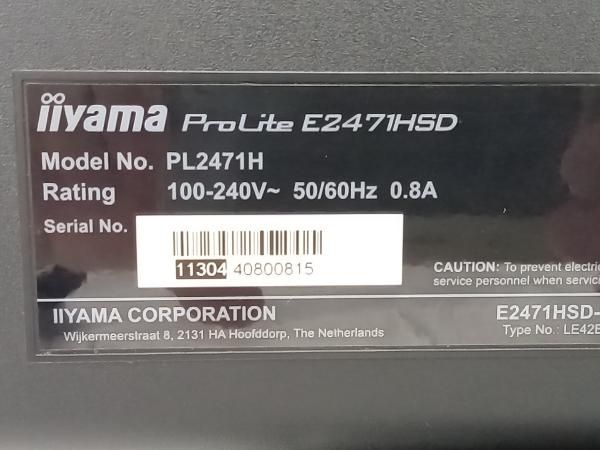 iiyama ProLite E2471HSD
Model No. PL2471H
Rating 100-240V~ 50/60Hz 0.8A
Serial No.
11304 40800815
CAUTION: To prevent electric
service personnel when servic
IIYAMA CORPORATION
Wijkermeerstraat 8, 2131 HA Hoofddorp, The Netherlands
E2471HSD-
Type No.: LE42E